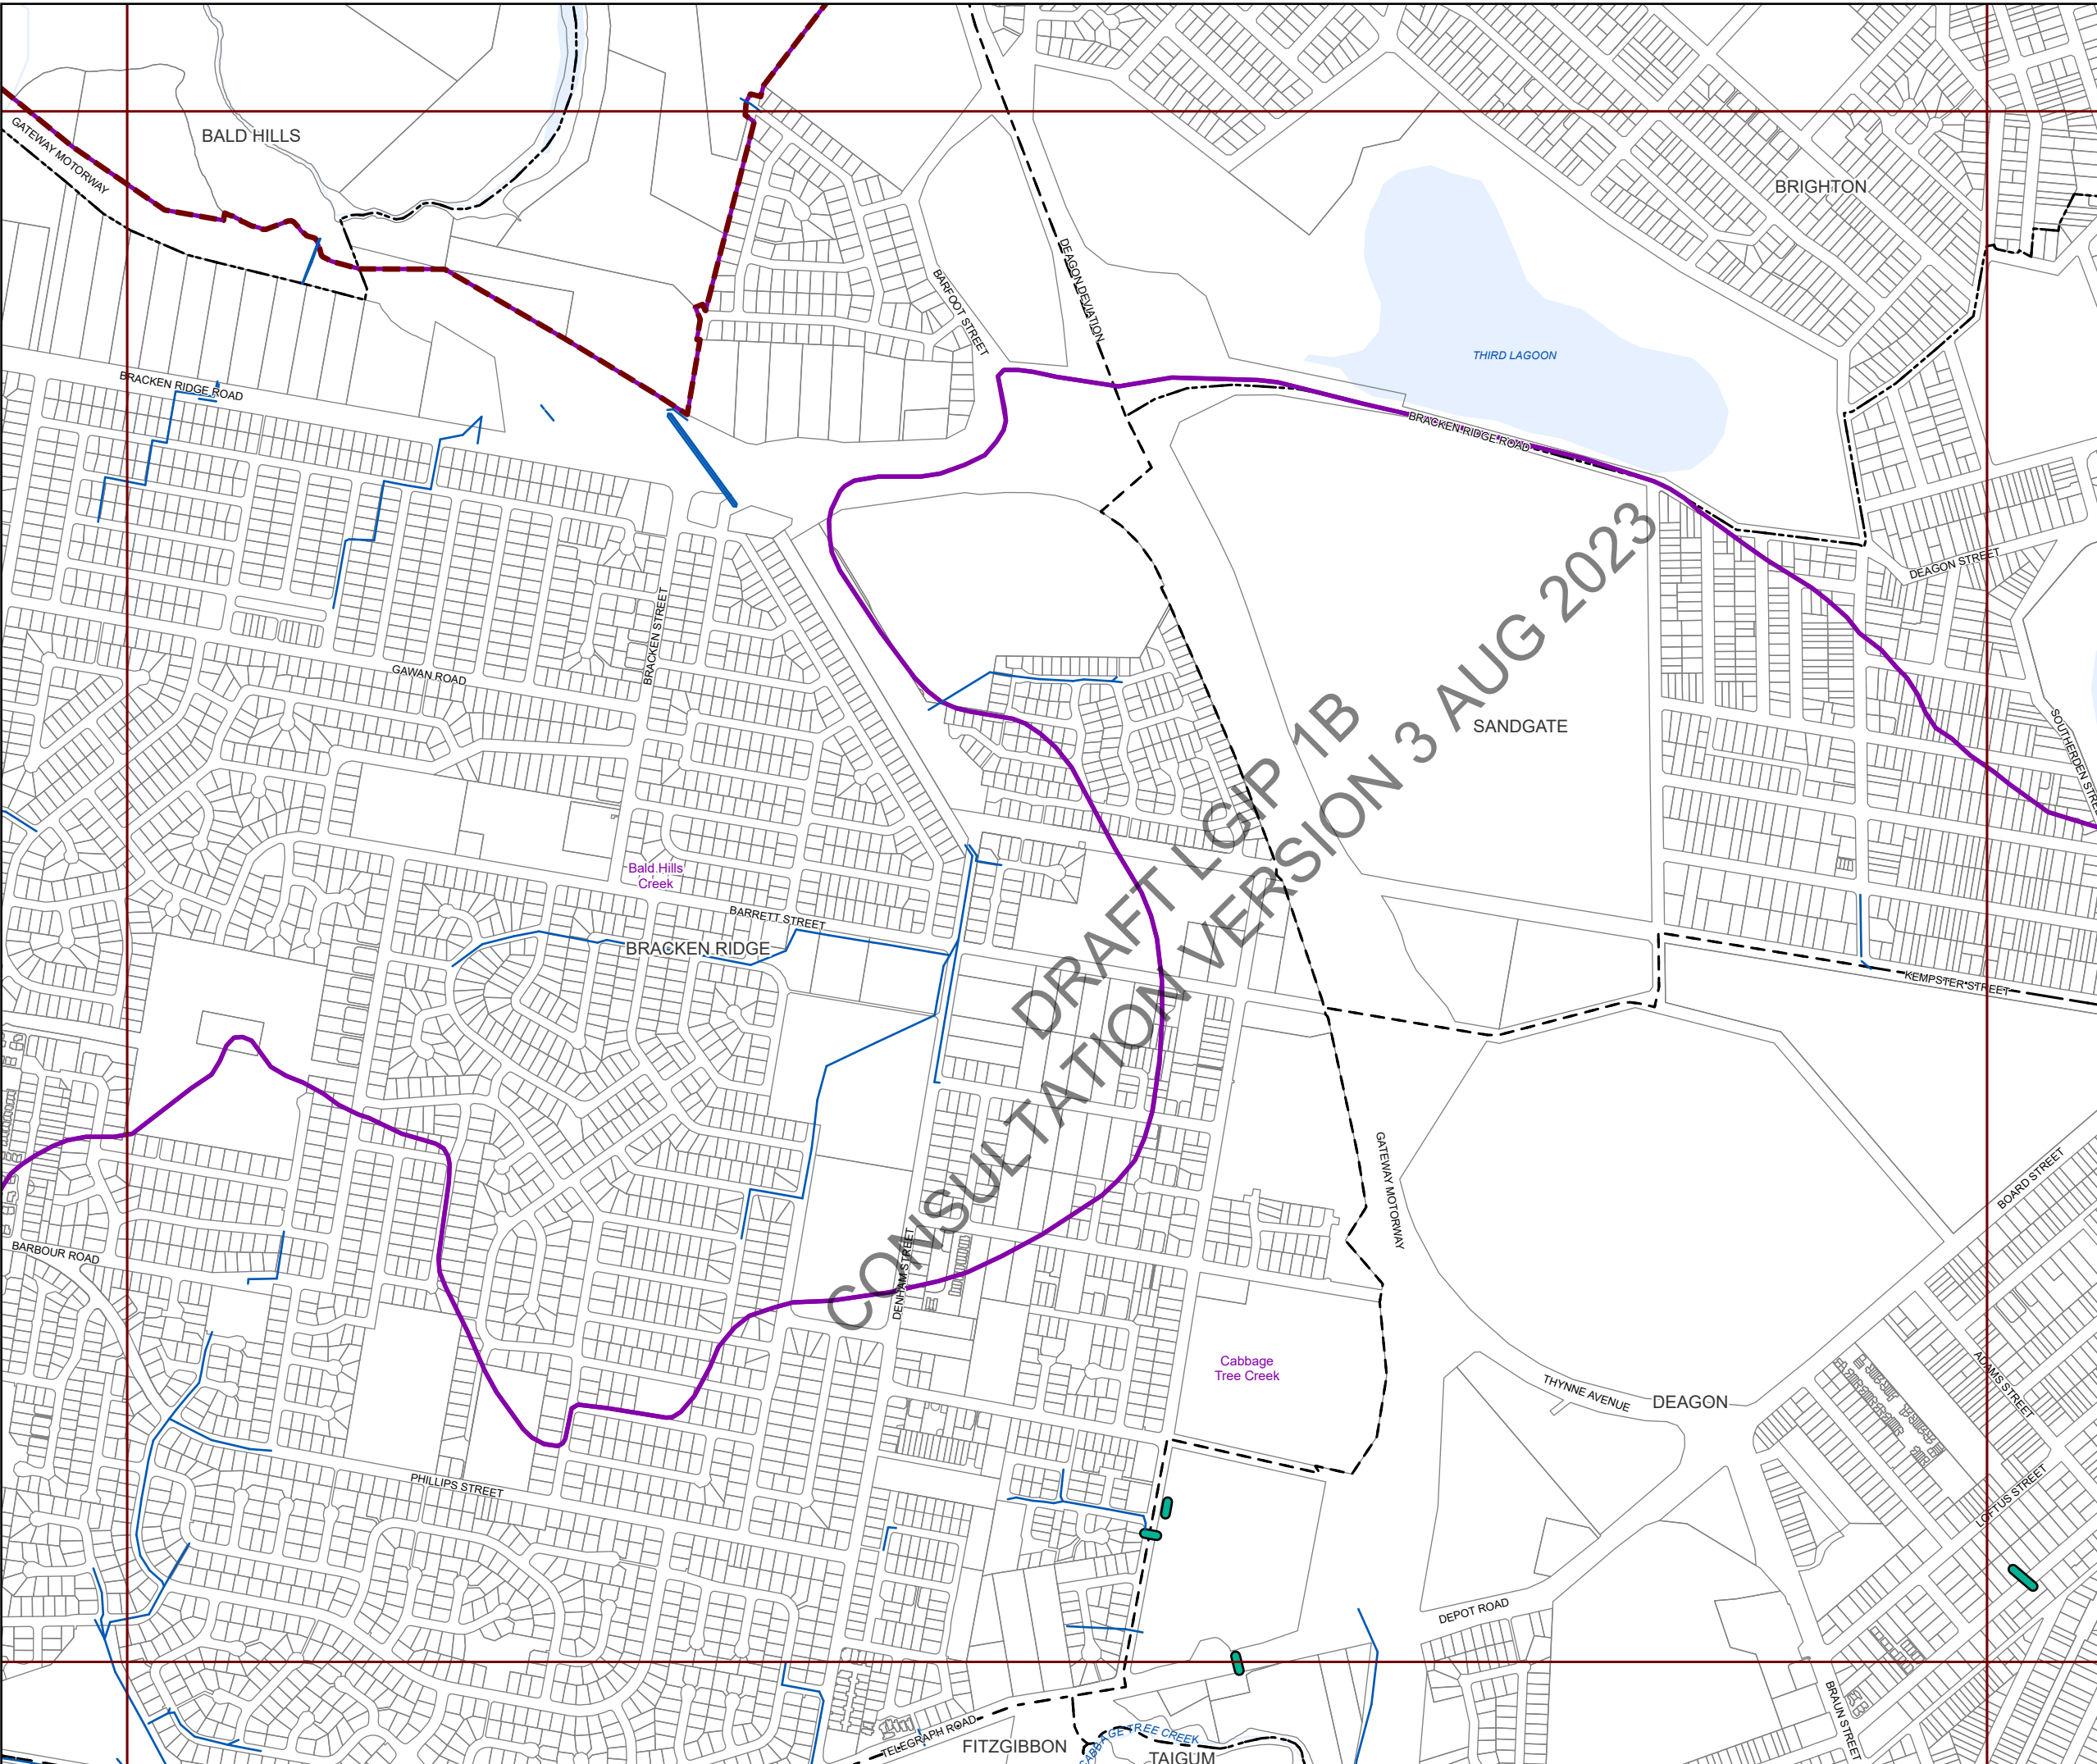 BALD HILLS
GATEWAY MOTORWAY
BRIGHTON
DEAGON DEVIATION
BARFOOT STREET
THIRD LAGOON
BRACKEN RIDGE ROAD
BRACKEN RIDGE ROAD
DEAGON STREET
BRACKEN STREET
GAWAN ROAD
SANDGATE
SOUTHERDEN STREET
DRAFT LGIP 1B
CONSULTATION VERSION 3 AUG 2023
Bald Hills
Creek
BARRETT STREET
BRACKEN RIDGE
KEMPSTER STREET
GATEWAY MOTORWAY
BOARD STREET
BARBOUR ROAD
DENHAM STREET
Cabbage
Tree Creek
THYNNE AVENUE
DEAGON
ADAMS STREET
PHILLIPS STREET
LOFTUS STREET
DEPOT ROAD
BRAUN STREET
TELEGRAPH ROAD
FITZGIBBON
CABBAGE TREE CREEK
TAIGUM